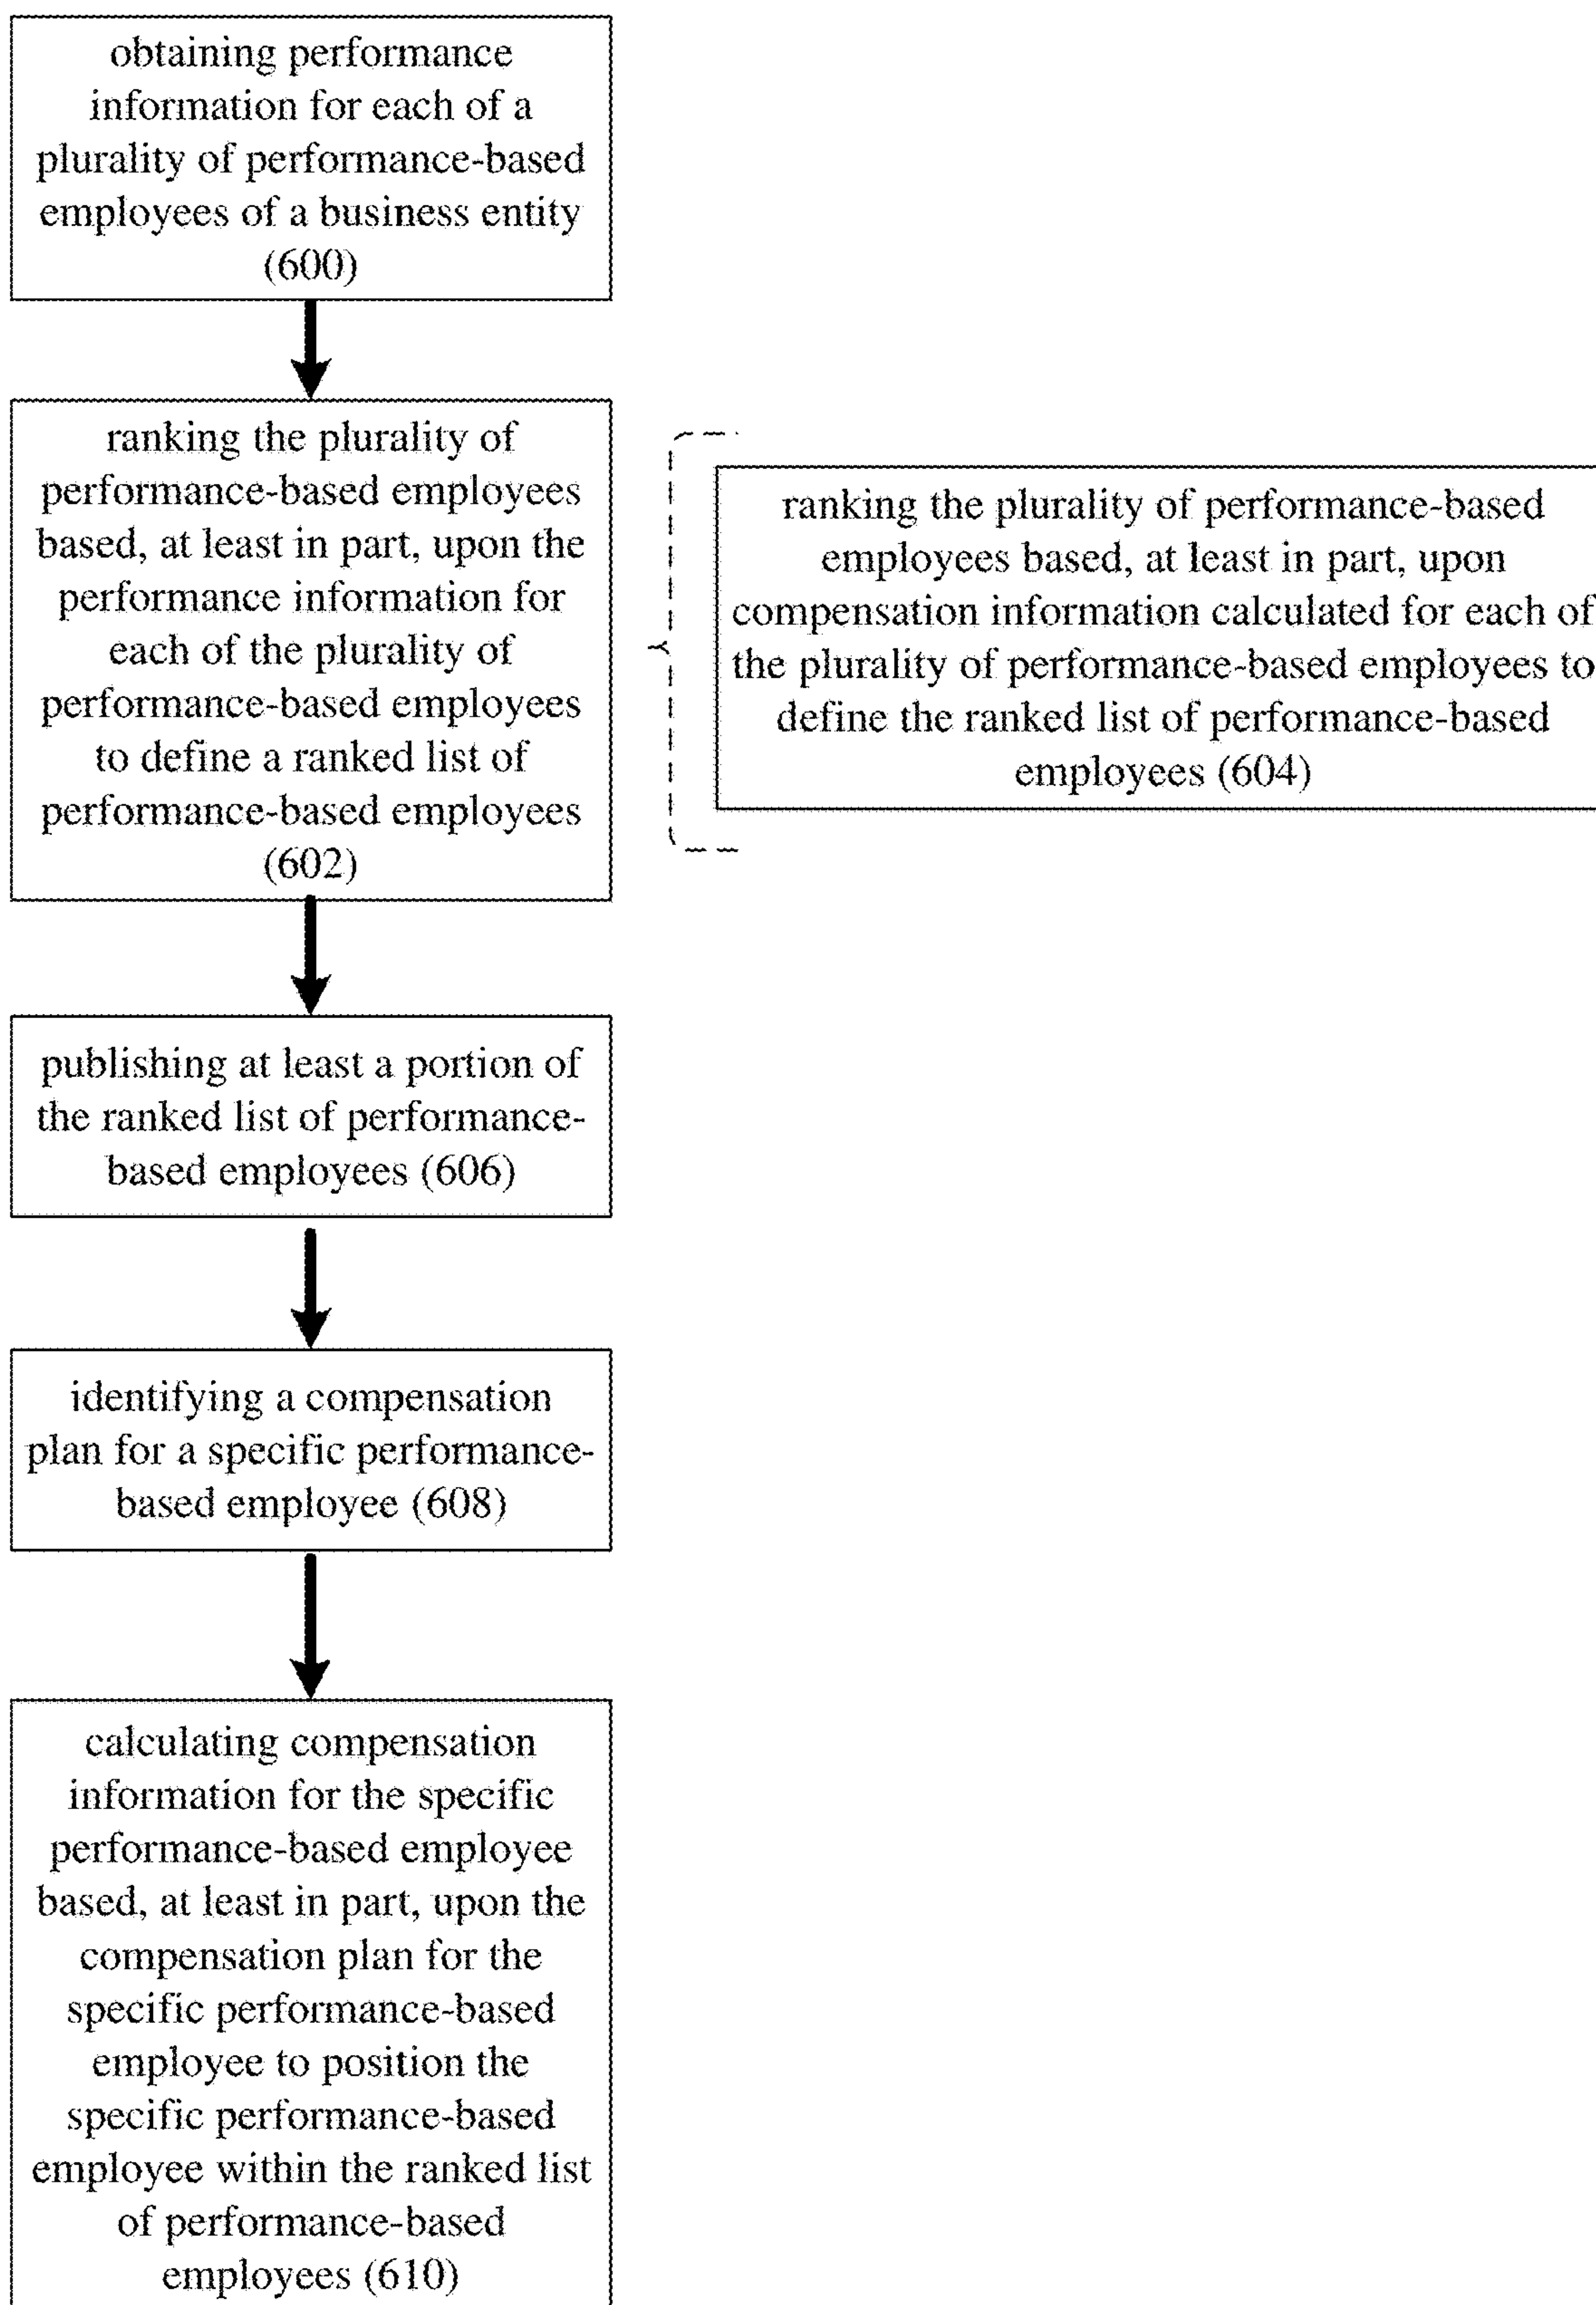 obtaining performance
information for each of a
plurality of performance-based
employees of a business entity
(600)
ranking the plurality of
performance-based employees
based, at least in part, upon the
performance information for
each of the plurality of
performance-based employees
to define a ranked list of
performance-based employees
(602)
ranking the plurality of performance-based
employees based, at least in part, upon
compensation information calculated for each of
the plurality of performance-based employees to
define the ranked list of performance-based
employees (604)
publishing at least a portion of
the ranked list of performance-
based employees (606)
identifying a compensation
plan for a specific performance-
based employee (608)
calculating compensation
information for the specific
performance-based employee
based, at least in part, upon the
compensation plan for the
specific performance-based
employee to position the
specific performance-based
employee within the ranked list
of performance-based
employees (610)